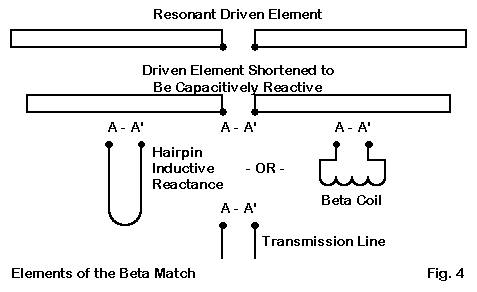 Resonant Driven Element
Driven Element Shortened to
Be Capacitively Reactive
A - A' A - A' A - A'
Hairpin
Inductive
Reactance
- OR -
Beta Coil
A - A'
Transmission Line
Elements of the Beta Match
Fig. 4